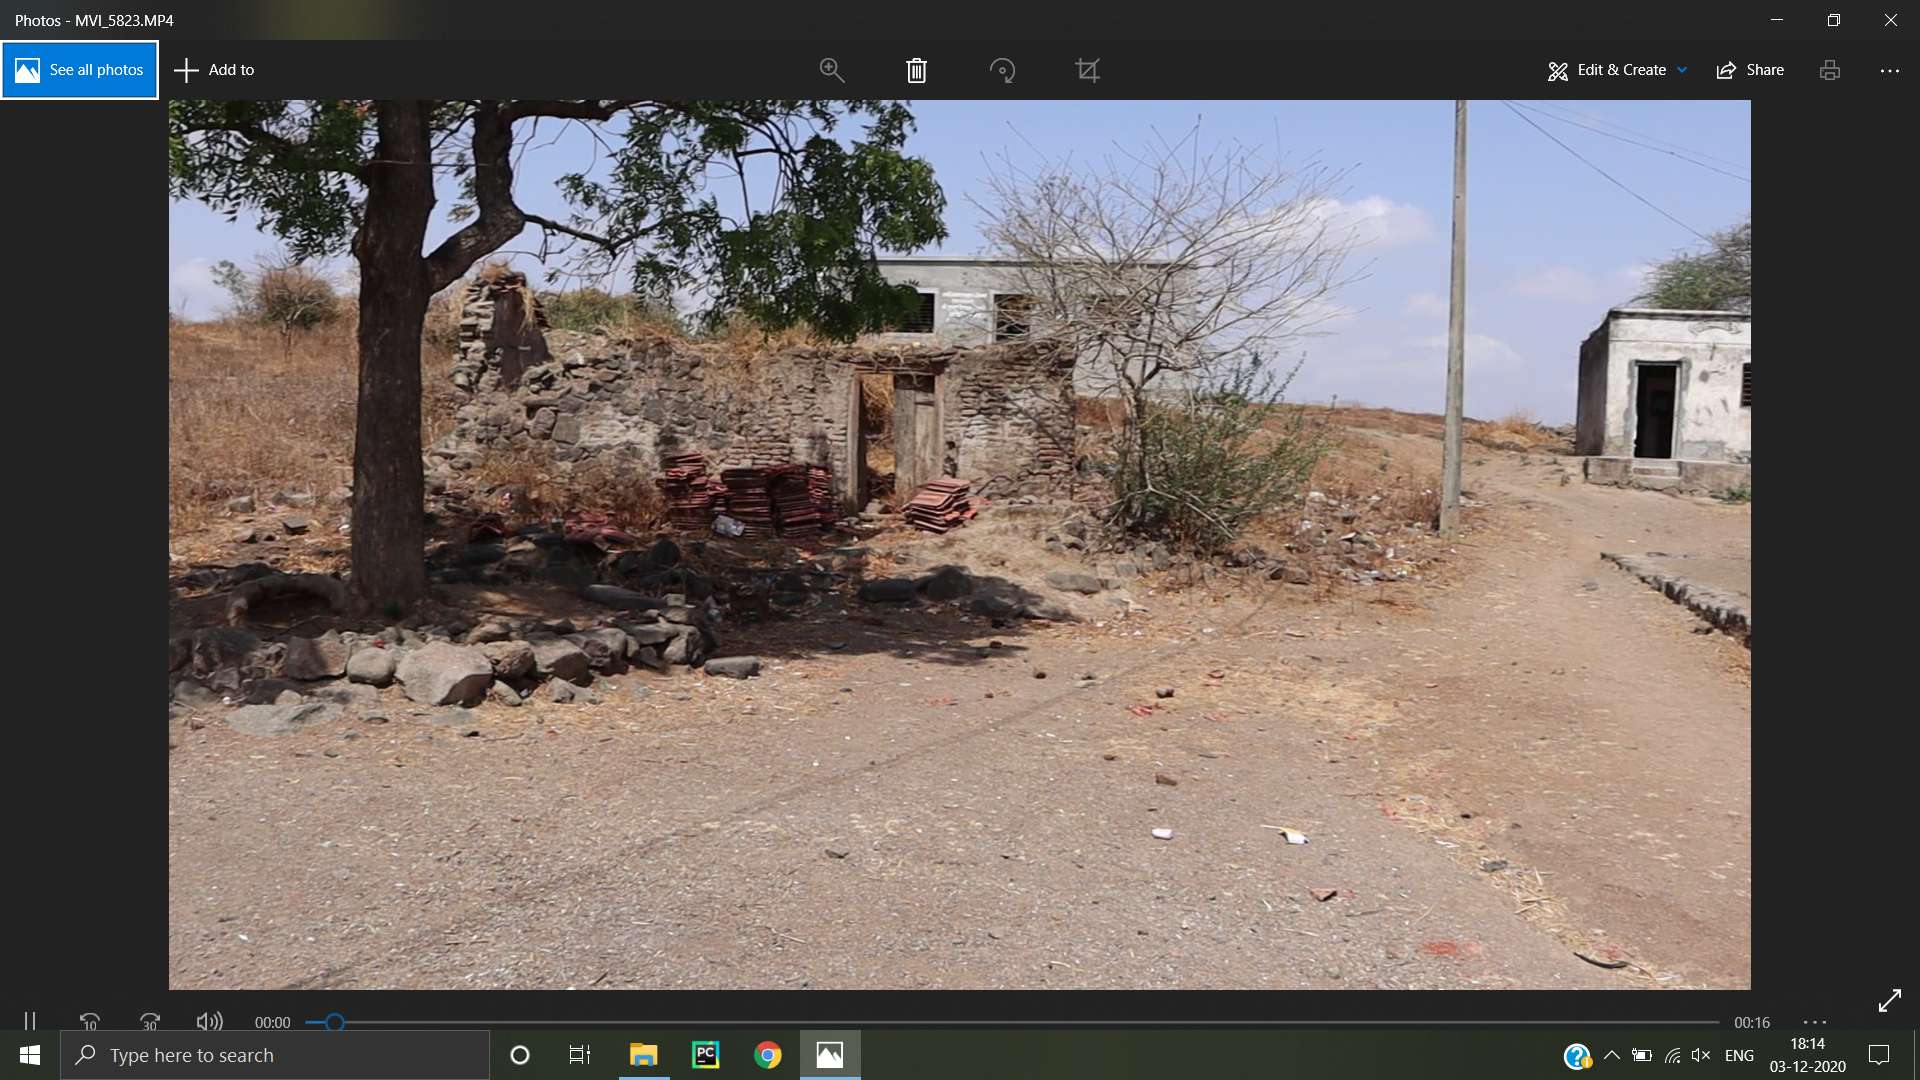 Photos - MVI_5823.MP4
See all photos
Add to
Edit & Create
Share
10
30
00:00
00:16
Type here to search
PC
ENG
18:14
03-12-2020